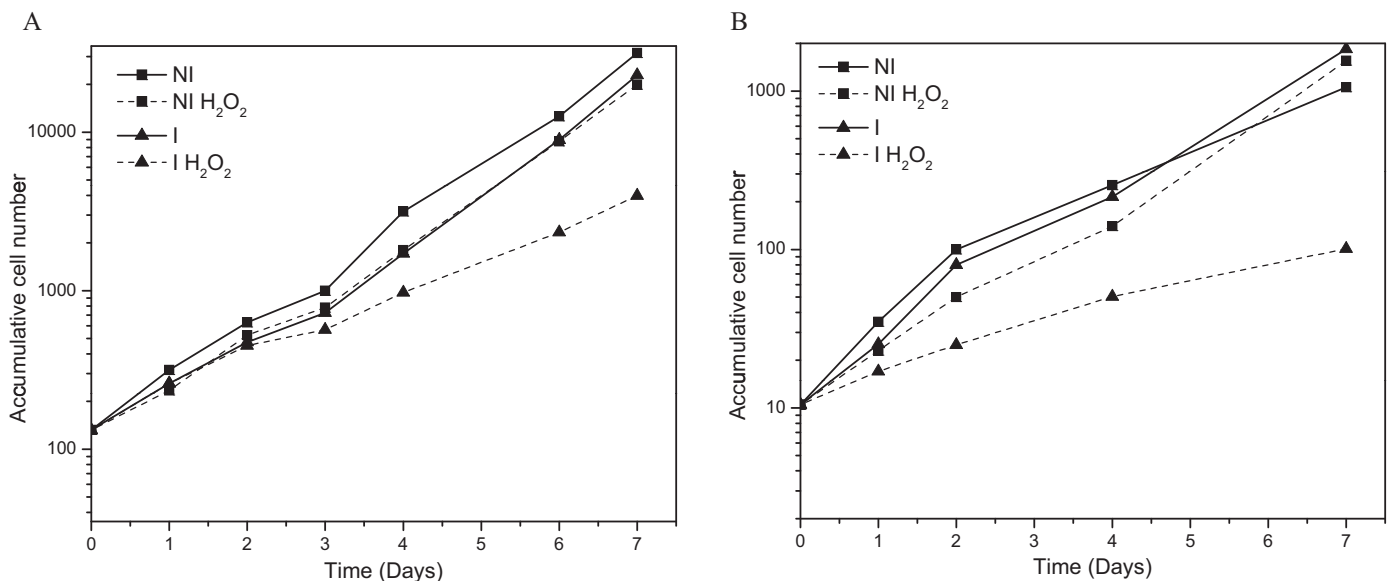 A
NI
NI H₂O₂
I
I H₂O₂
10000
1000
100
Accumulative cell number
0 1 2 3 4 5 6 7
Time (Days)
B
NI
NI H₂O₂
I
I H₂O₂
1000
100
10
Accumulative cell number
0 1 2 3 4 5 6 7
Time (Days)